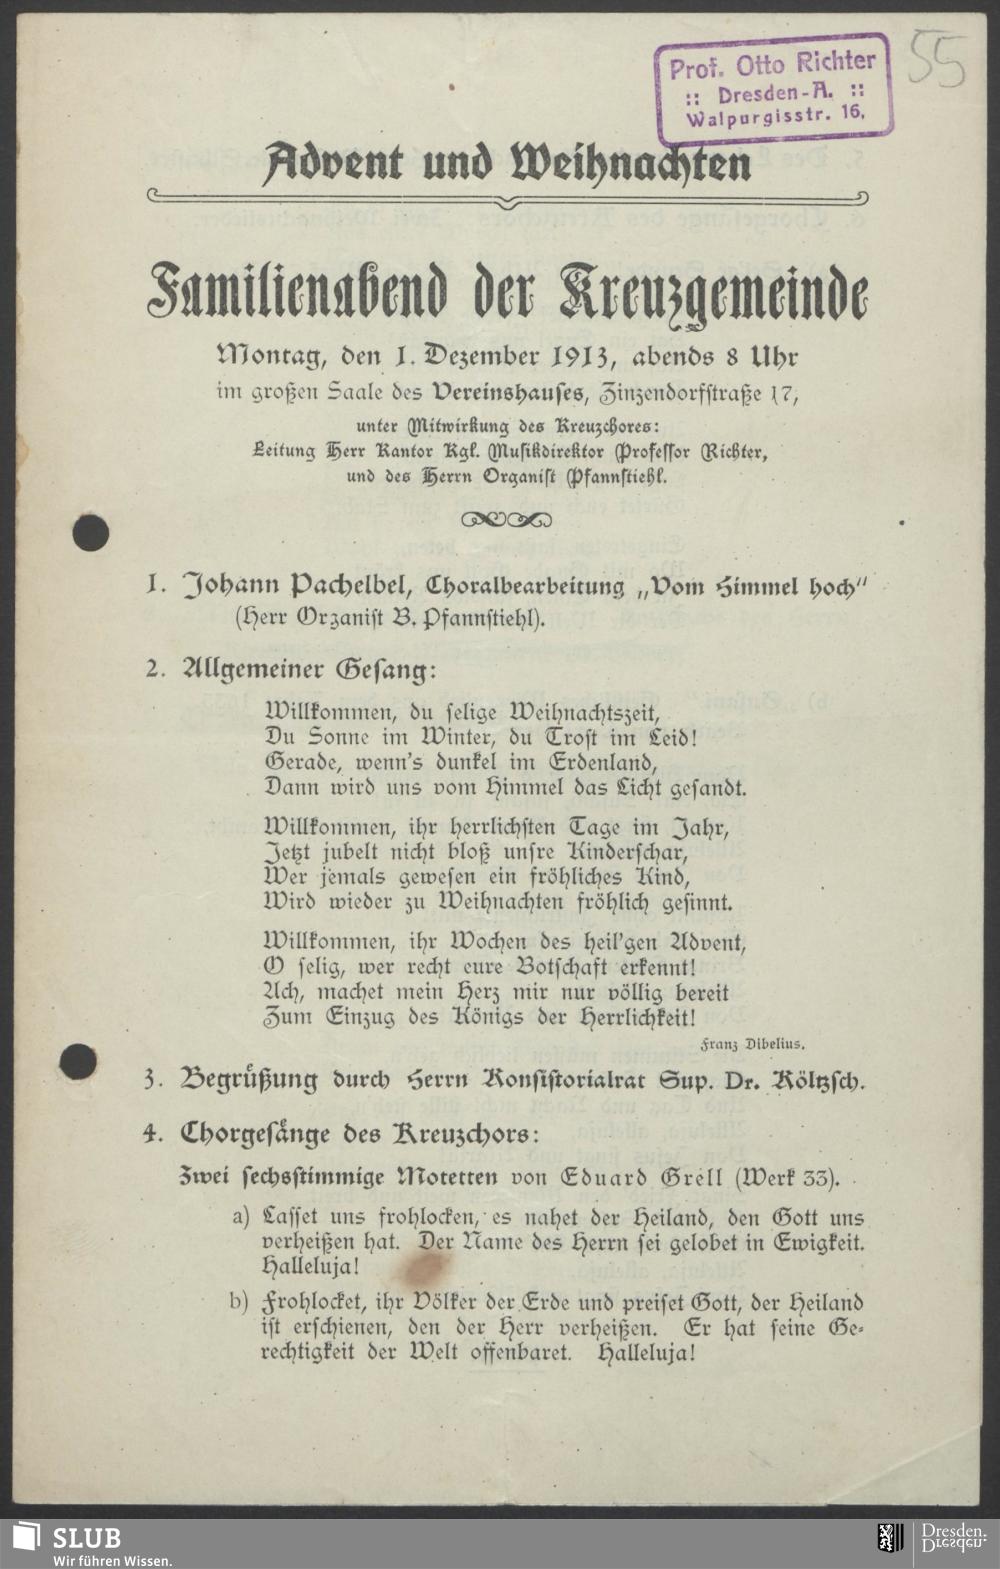 Prof. Otto Richter
:: Dresden-A. ::
Walpurgisstr. 16,
55
Advent und Weihnachten
Familienabend der Kreuzgemeinde
Montag, den 1. Dezember 1913, abends 8 Uhr
im großen Saale des Vereinshauses, Zinzendorfstraße 17,
unter Mitwirkung des Kreuzchores:
Leitung Herr Kantor Kgl. Musikdirektor Professor Richter,
und des Herrn Organist Pfannstiehl.
1. Johann Pachelbel, Choralbearbeitung „Vom Himmel hoch“
(Herr Organist B. Pfannstiehl).
2. Allgemeiner Gesang:
Willkommen, du selige Weihnachtszeit,
Du Sonne im Winter, du Trost im Leid!
Gerade, wenn's dunkel im Erdenland,
Dann wird uns vom Himmel das Licht gesandt.
Willkommen, ihr herrlichsten Tage im Jahr,
Jetzt jubelt nicht bloß unsre Kinderschar,
Wer jemals gewesen ein fröhliches Kind,
Wird wieder zu Weihnachten fröhlich gesinnt.
Willkommen, ihr Wochen des heil'gen Advent,
O selig, wer recht eure Botschaft erkennt!
Ach, machet mein Herz mir nur völlig bereit
Zum Einzug des Königs der Herrlichkeit!
Franz Dibelius.
3. Begrüßung durch Herrn Konsistorialrat Sup. Dr. Költzsch.
4. Chorgesänge des Kreuzchors:
Zwei sechsstimmige Motetten von Eduard Grell (Werk 33).
a) Lasset uns frohlocken, es nahet der Heiland, den Gott uns
verheißen hat. Der Name des Herrn sei gelobet in Ewigkeit.
Halleluja!
b) Frohlocket, ihr Völker der Erde und preiset Gott, der Heiland
ist erschienen, den der Herr verheißen. Er hat seine Ge-
rechtigkeit der Welt offenbaret. Halleluja!
SLUB
Wir führen Wissen.
Dresden.
Dresden.